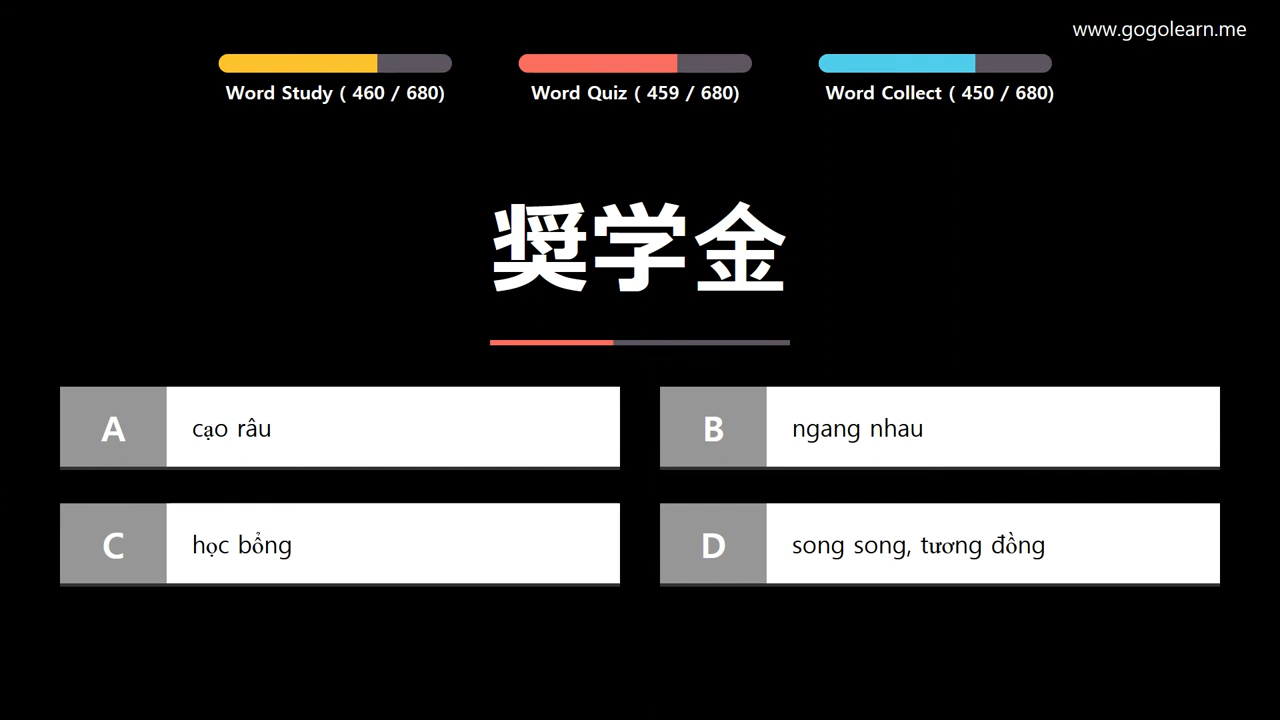 www.gogolearn.me
Word Study ( 460 / 680)
Word Quiz ( 459 / 680)
Word Collect ( 450 / 680)
奨学金
A cạo râu
B ngang nhau
C học bổng
D song song, tương đồng